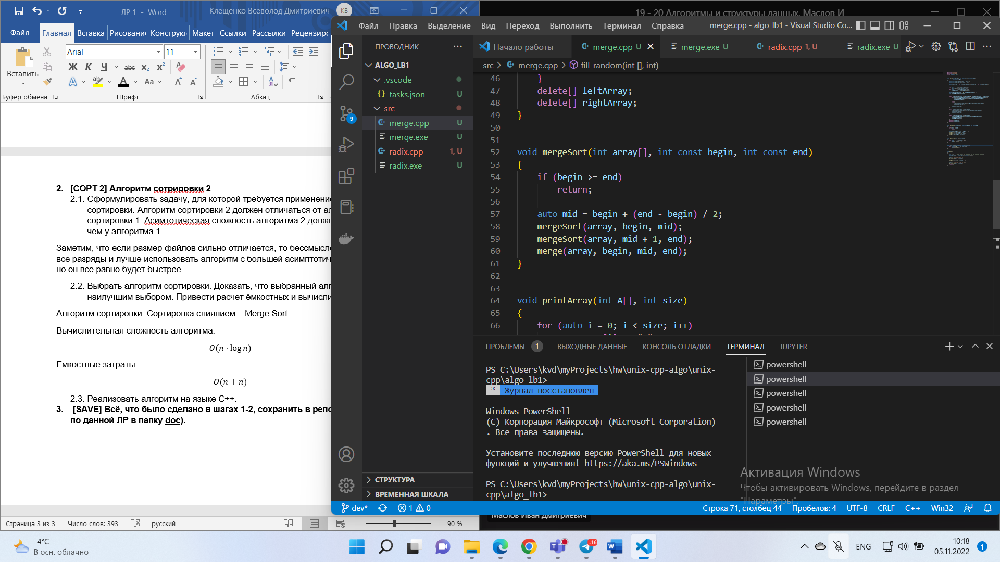 ЛР 1 - Word
Клещенко Всеволод Дмитриевич
КВ
Файл
Главная
Вставка
Рисовани
Конструкт
Макет
Ссылки
Рассылки
Рецензирс
Вставить
Arial
11
Ж К Ч abc x₂ x²
Aa
Буфер обмена
Шрифт
Абзац
2. [СОРТ 2] Алгоритм сотрировки 2
2.1. Сформулировать задачу, для которой требуется применение
сортировки. Алгоритм сортировки 2 должен отличаться от ал
сортировки 1. Асимтотическая сложность алгоритма 2 должн
чем у алгоритма 1.
Заметим, что если размер файлов сильно отличается, то бессмысле
все разряды и лучше использовать алгоритм с большей асимптотич
но он все равно будет быстрее.
2.2. Выбрать алгоритм сортировки. Доказать, что выбранный алг
наилучшим выбором. Привести расчет ёмкостных и вычисли
Алгоритм сортировки: Сортировка слиянием – Merge Sort.
Вычислительная сложность алгоритма:
O(n · log n)
Емкостные затраты:
O(n + n)
2.3. Реализовать алгоритм на языке C++.
3. [SAVE] Всё, что было сделано в шагах 1-2, сохранить в репо
по данной ЛР в папку doc).
Страница 3 из 3
Число слов: 393
русский
90 %
19 - 20 Алгоритмы и структуры данных. Маслов И
Файл Правка Выделение Вид Переход Выполнить Терминал Справка
merge.cpp - algo_lb1 - Visual Studio Co...
ПРОВОДНИК
ALGO_LB1
.vscode
tasks.json U
src
merge.cpp U
merge.exe U
radix.cpp 1, U
radix.exe U
СТРУКТУРА
ВРЕМЕННАЯ ШКАЛА
9
Начало работы
merge.cpp U
merge.exe U
radix.cpp 1, U
radix.exe U
src > merge.cpp > fill_random(int [], int)
46 }
47 delete[] leftArray;
48 delete[] rightArray;
49 }
50
51
52 void mergeSort(int array[], int const begin, int const end)
53 {
54 if (begin >= end)
55 return;
56
57 auto mid = begin + (end - begin) / 2;
58 mergeSort(array, begin, mid);
59 mergeSort(array, mid + 1, end);
60 merge(array, begin, mid, end);
61 }
62
63
64 void printArray(int A[], int size)
65 {
66 for (auto i = 0; i < size; i++)
ПРОБЛЕМЫ 1
ВЫХОДНЫЕ ДАННЫЕ
КОНСОЛЬ ОТЛАДКИ
ТЕРМИНАЛ
JUPYTER
PS C:\Users\kvd\myProjects\hw\unix-cpp-algo\unix-
cpp\algo_lb1>
* Журнал восстановлен
Windows PowerShell
(C) Корпорация Майкрософт (Microsoft Corporation)
. Все права защищены.
Установите последнюю версию PowerShell для новых
функций и улучшения! https://aka.ms/PSWindows
PS C:\Users\kvd\myProjects\hw\unix-cpp-algo\unix-
cpp\algo_lb1>
powershell
powershell
powershell
powershell
powershell
Активация Windows
Чтобы активировать Windows, перейдите в раздел
"Параметры".
dev*
1 0
Строка 71, столбец 44
Пробелов: 4
UTF-8
CRLF
C++
Win32
Маслов Иван Дмитриевич
-4°C
В осн. облачно
..16
ENG
10:18
05.11.2022
1